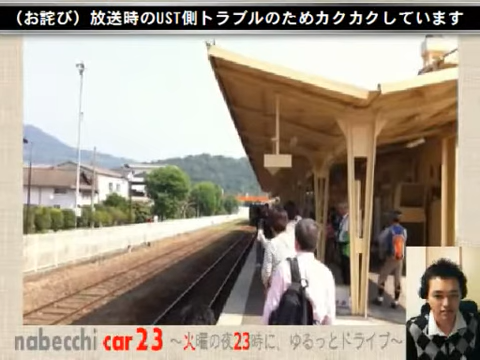 （お詫び）放送時のUST側トラブルのためカクカクしています
nabecchi car23 〜火曜の夜23時に、ゆるっとドライブ〜